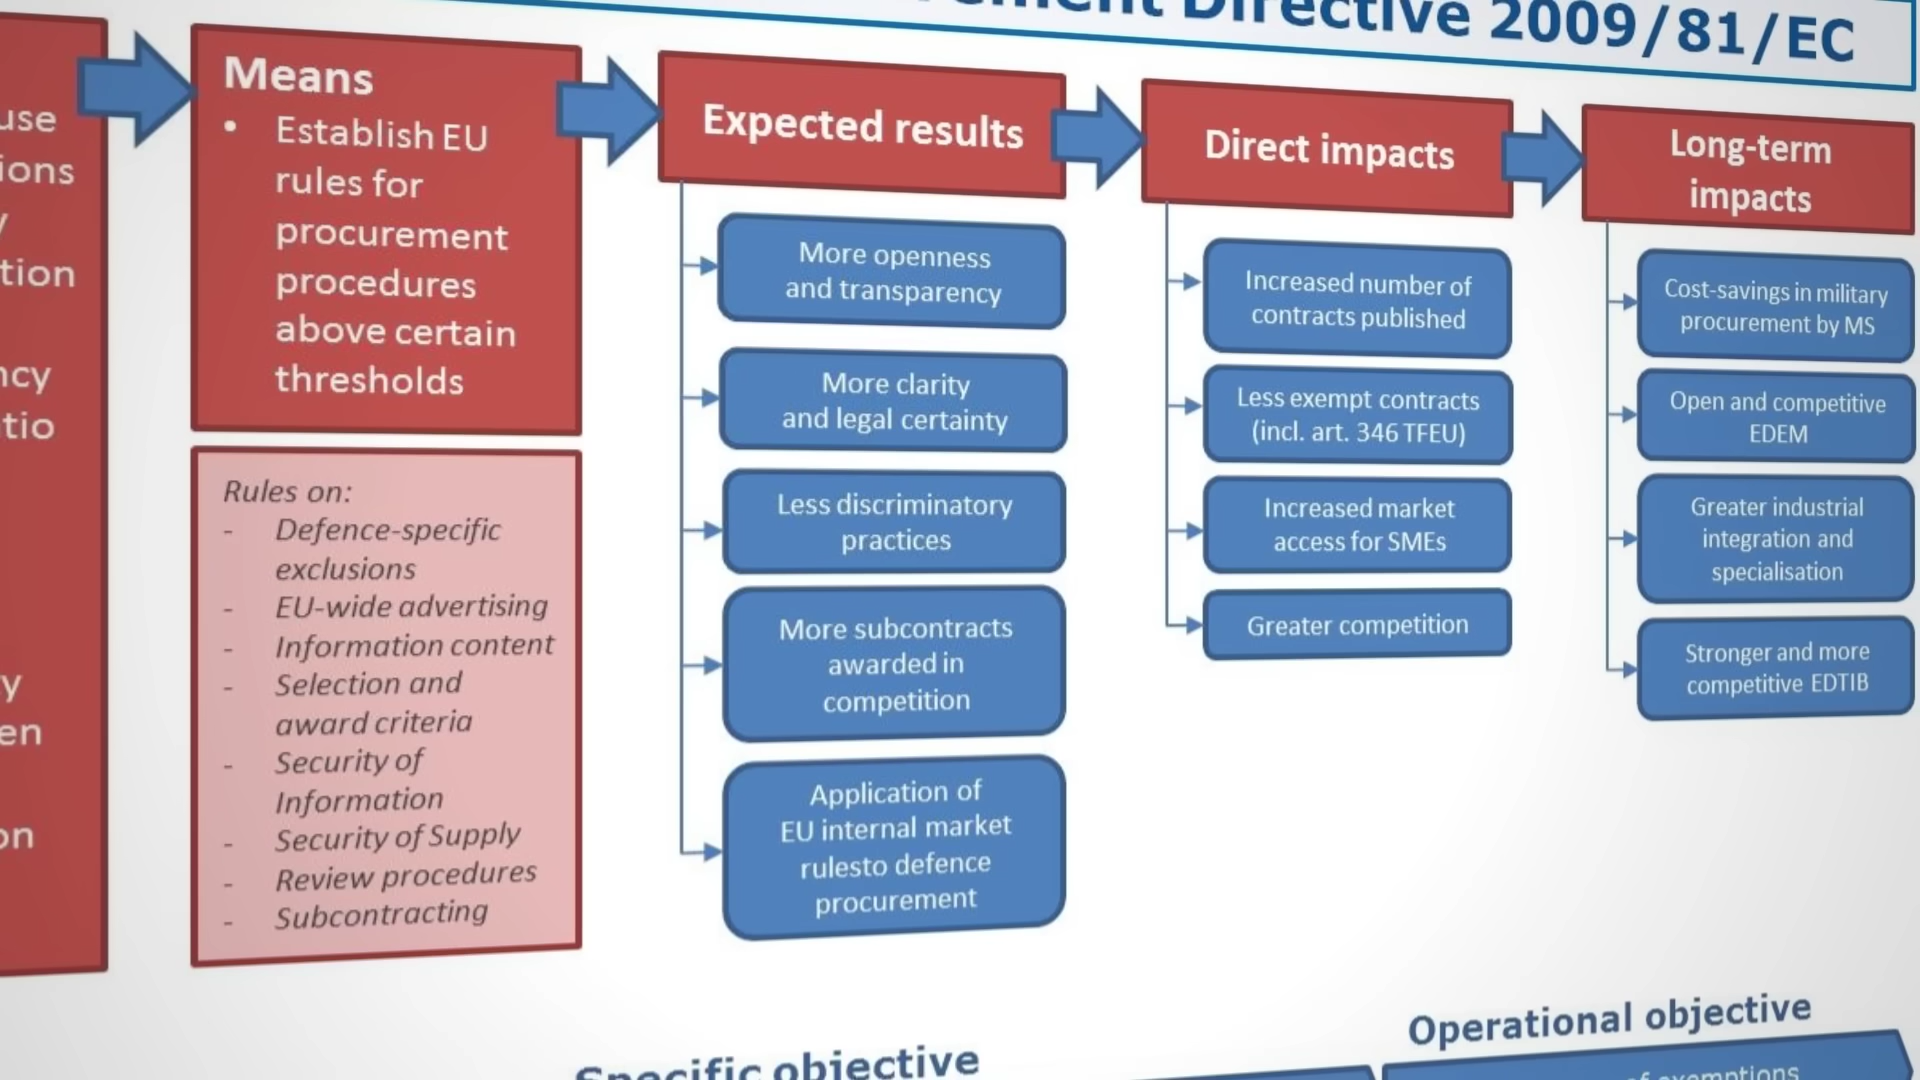 Directive 2009/81/EC
Means
• Establish EU
rules for
procurement
procedures
above certain
thresholds
Rules on:
- Defence-specific
exclusions
- EU-wide advertising
- Information content
- Selection and
award criteria
- Security of
Information
- Security of Supply
- Review procedures
- Subcontracting
Expected results
More openness
and transparency
More clarity
and legal certainty
Less discriminatory
practices
More subcontracts
awarded in
competition
Application of
EU internal market
rulesto defence
procurement
Direct impacts
Increased number of
contracts published
Less exempt contracts
(incl. art. 346 TFEU)
Increased market
access for SMEs
Greater competition
Long-term
impacts
Cost-savings in military
procurement by MS
Open and competitive
EDEM
Greater industrial
integration and
specialisation
Stronger and more
competitive EDTIB
Specific objective
Operational objective
of exemptions